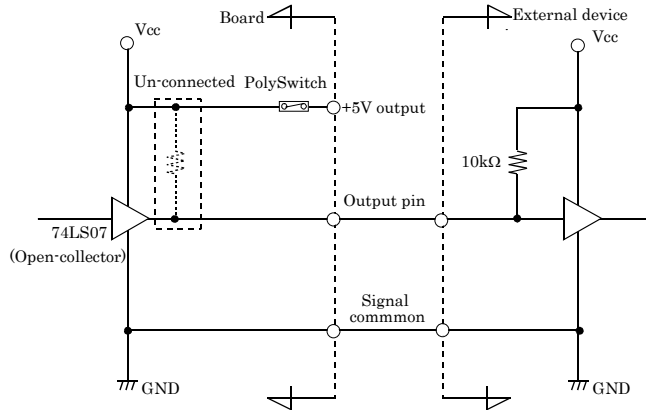 Board
External device
Vcc
Vcc
Un-connected
PolySwitch
+5V output
10kΩ
Output pin
74LS07
(Open-collector)
Signal
commmon
GND
GND